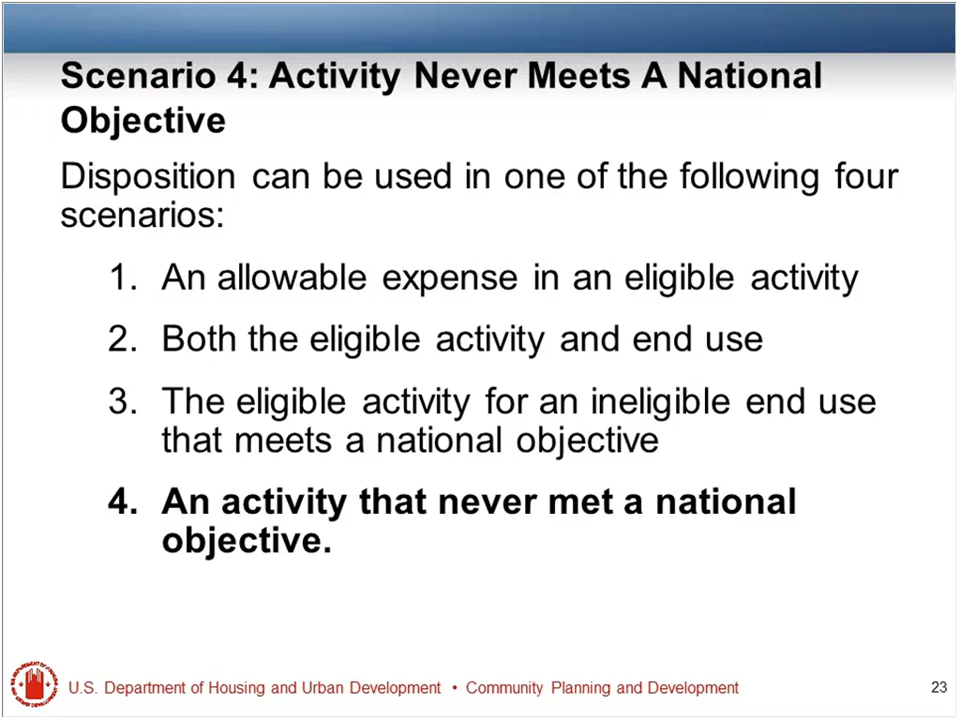 Scenario 4: Activity Never Meets A National
Objective
Disposition can be used in one of the following four
scenarios:
1. An allowable expense in an eligible activity
2. Both the eligible activity and end use
3. The eligible activity for an ineligible end use
that meets a national objective
4. An activity that never met a national
objective.
U.S. Department of Housing and Urban Development • Community Planning and Development
23